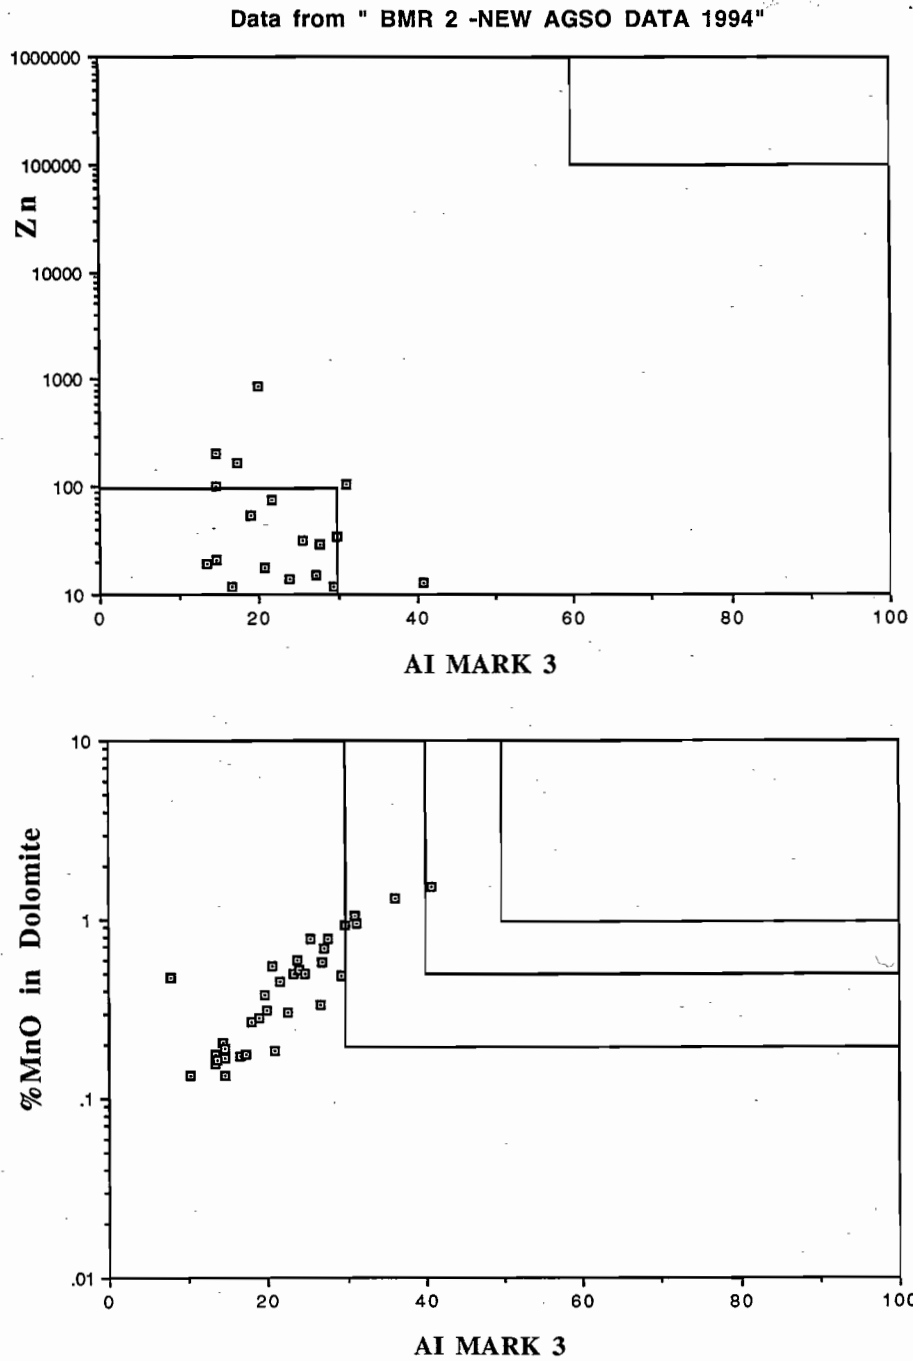 Data from " BMR 2 -NEW AGSO DATA 1994"
1000000
100000
10000
1000
100
10
Zn
0 20 40 60 80 100
AI MARK 3
10
1
.1
.01
%MnO in Dolomite
0 20 40 60 80 100
AI MARK 3